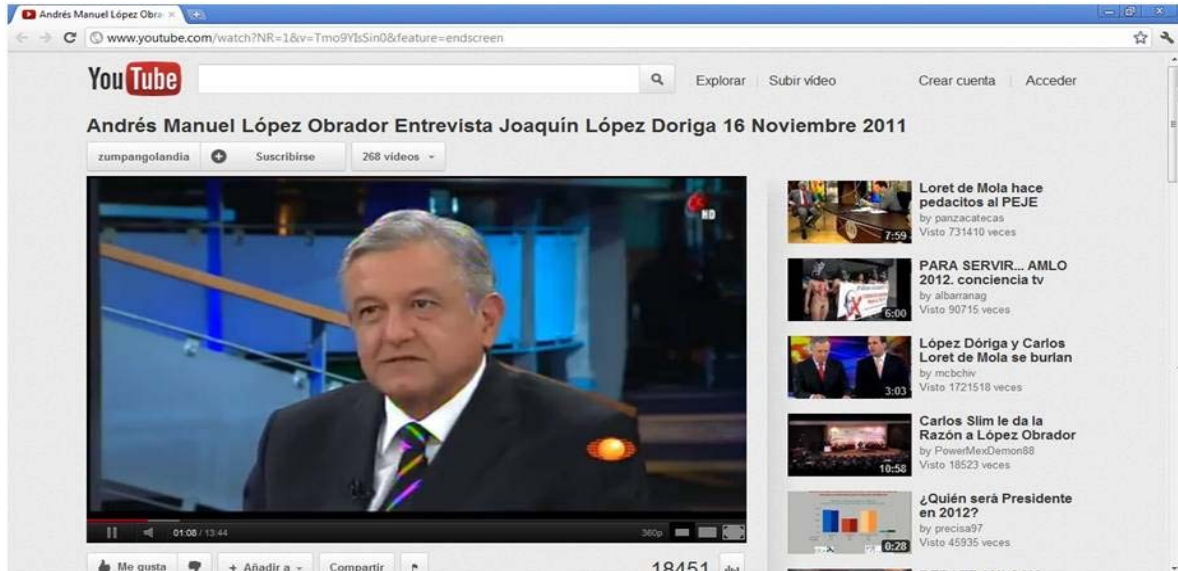 Andrés Manuel López Obra
www.youtube.com/watch?NR=1&v=Tmo9YIsSin0&feature=endscreen
YouTube
Explorar | Subir vídeo
Crear cuenta | Acceder
Andrés Manuel López Obrador Entrevista Joaquín López Doriga 16 Noviembre 2011
zumpangolandia
Suscribirse
268 vídeos
HD
01:08 / 13:44
360p
Me gusta
+ Añadir a
Compartir
18451
7:59
Loret de Mola hace
pedacitos al PEJE
by panzacatecas
Visto 731410 veces
6:00
PARA SERVIR... AMLO
2012. conciencia tv
by albarranag
Visto 90715 veces
3:03
López Dóriga y Carlos
Loret de Mola se burlan
by mcbchiv
Visto 1721518 veces
10:58
Carlos Slim le da la
Razón a López Obrador
by PowerMexDemon88
Visto 18523 veces
0:28
¿Quién será Presidente
en 2012?
by precisa97
Visto 45935 veces